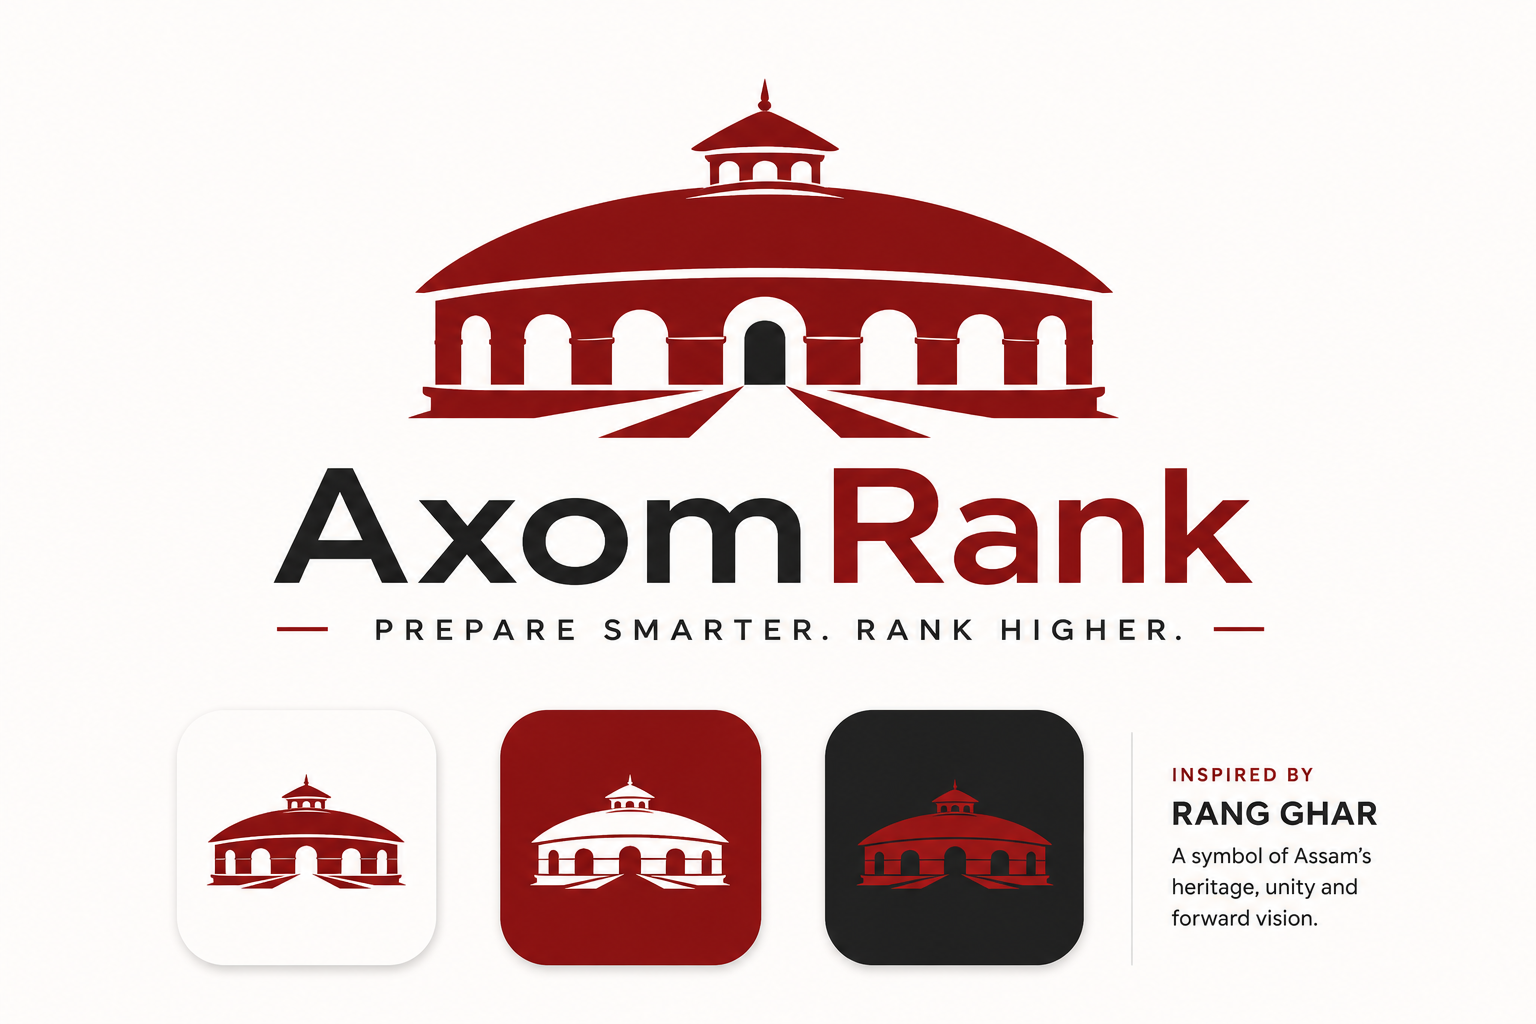 AxomRank
PREPARE SMARTER. RANK HIGHER.
INSPIRED BY
RANG GHAR
A symbol of Assam's
heritage, unity and
forward vision.